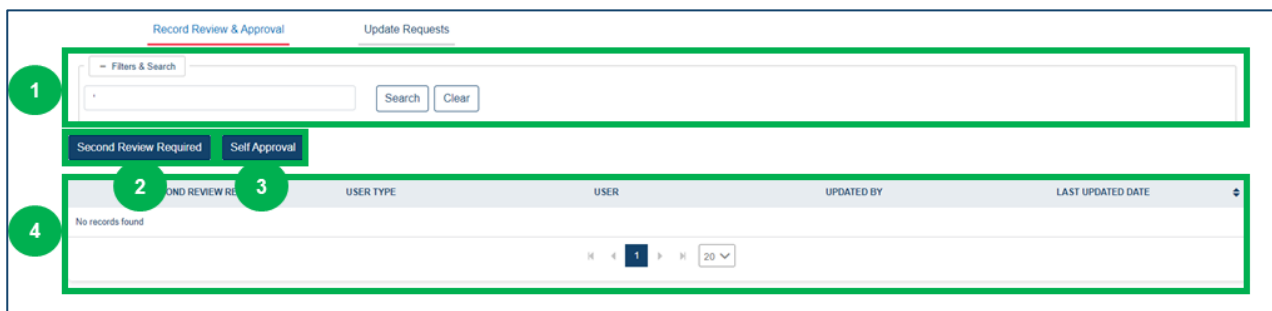 Record Review & Approval Update Requests
− Filters & Search
1
* Search Clear
Second Review Required Self Approval
2 3
OND REVIEW RE USER TYPE USER UPDATED BY LAST UPDATED DATE
4
No records found
1 20